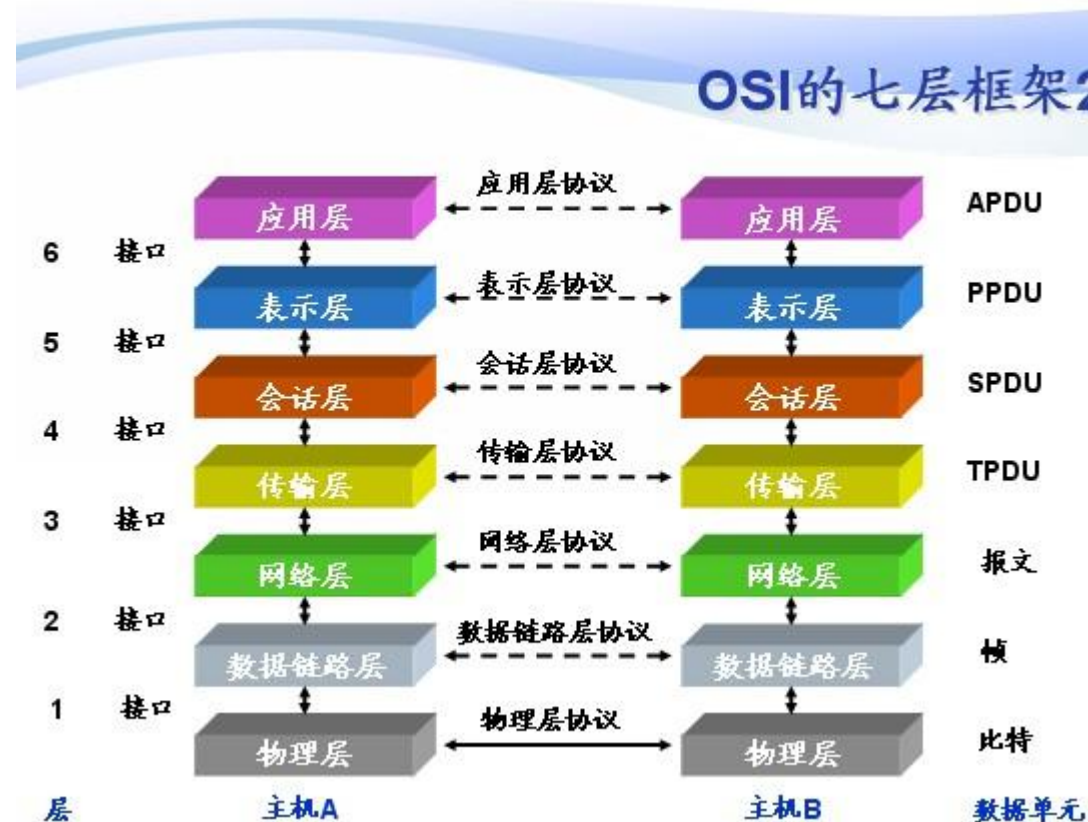 OSI的七层框架2
应用层协议
应用层 应用层 APDU
6 接口
表示层协议
表示层 表示层 PPDU
5 接口
会话层协议
会话层 会话层 SPDU
4 接口
传输层协议
传输层 传输层 TPDU
3 接口
网络层协议
网络层 网络层 报文
2 接口
数据链路层协议
数据链路层 数据链路层 帧
1 接口
物理层协议
物理层 物理层 比特
层 主机A 主机B 数据单元